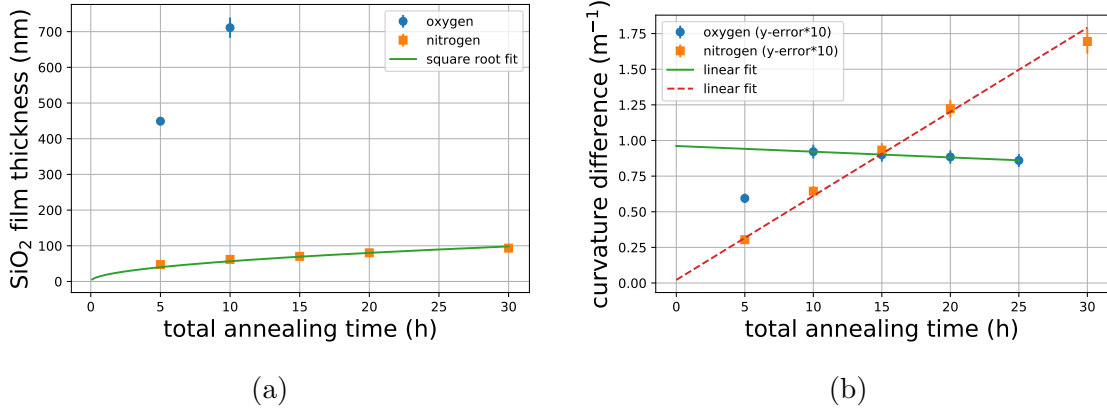 SiO₂ film thickness (nm)
700
600
500
400
300
200
100
0
oxygen
nitrogen
square root fit
0 5 10 15 20 25 30
total annealing time (h)
(a)
curvature difference (m⁻¹)
1.75
1.50
1.25
1.00
0.75
0.50
0.25
0.00
oxygen (y-error*10)
nitrogen (y-error*10)
linear fit
linear fit
0 5 10 15 20 25 30
total annealing time (h)
(b)